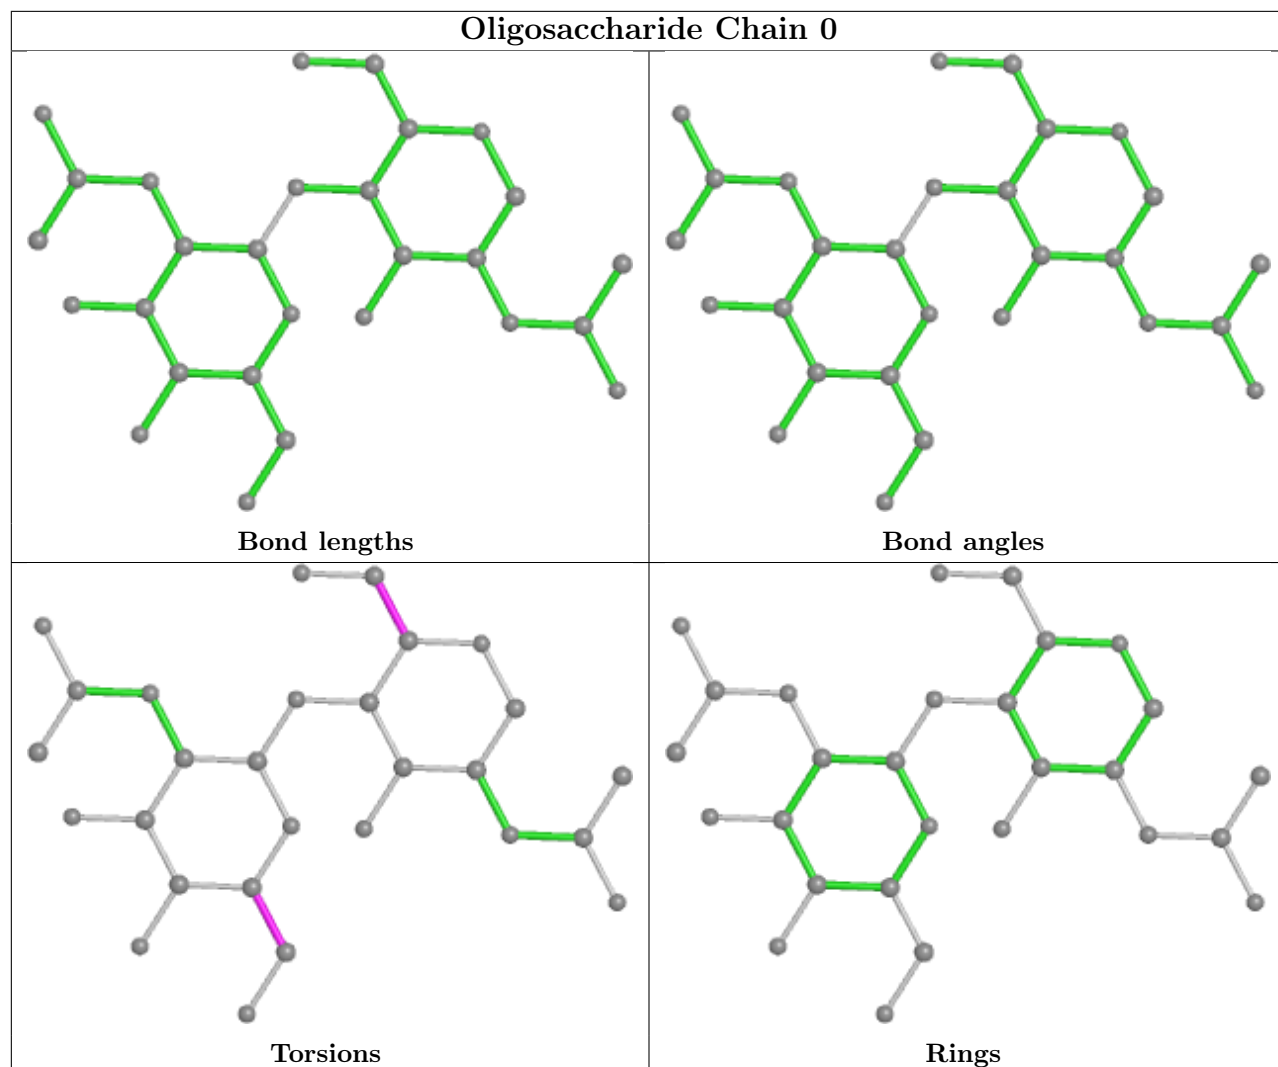 Oligosaccharide Chain 0
Bond lengths
Bond angles
Torsions
Rings